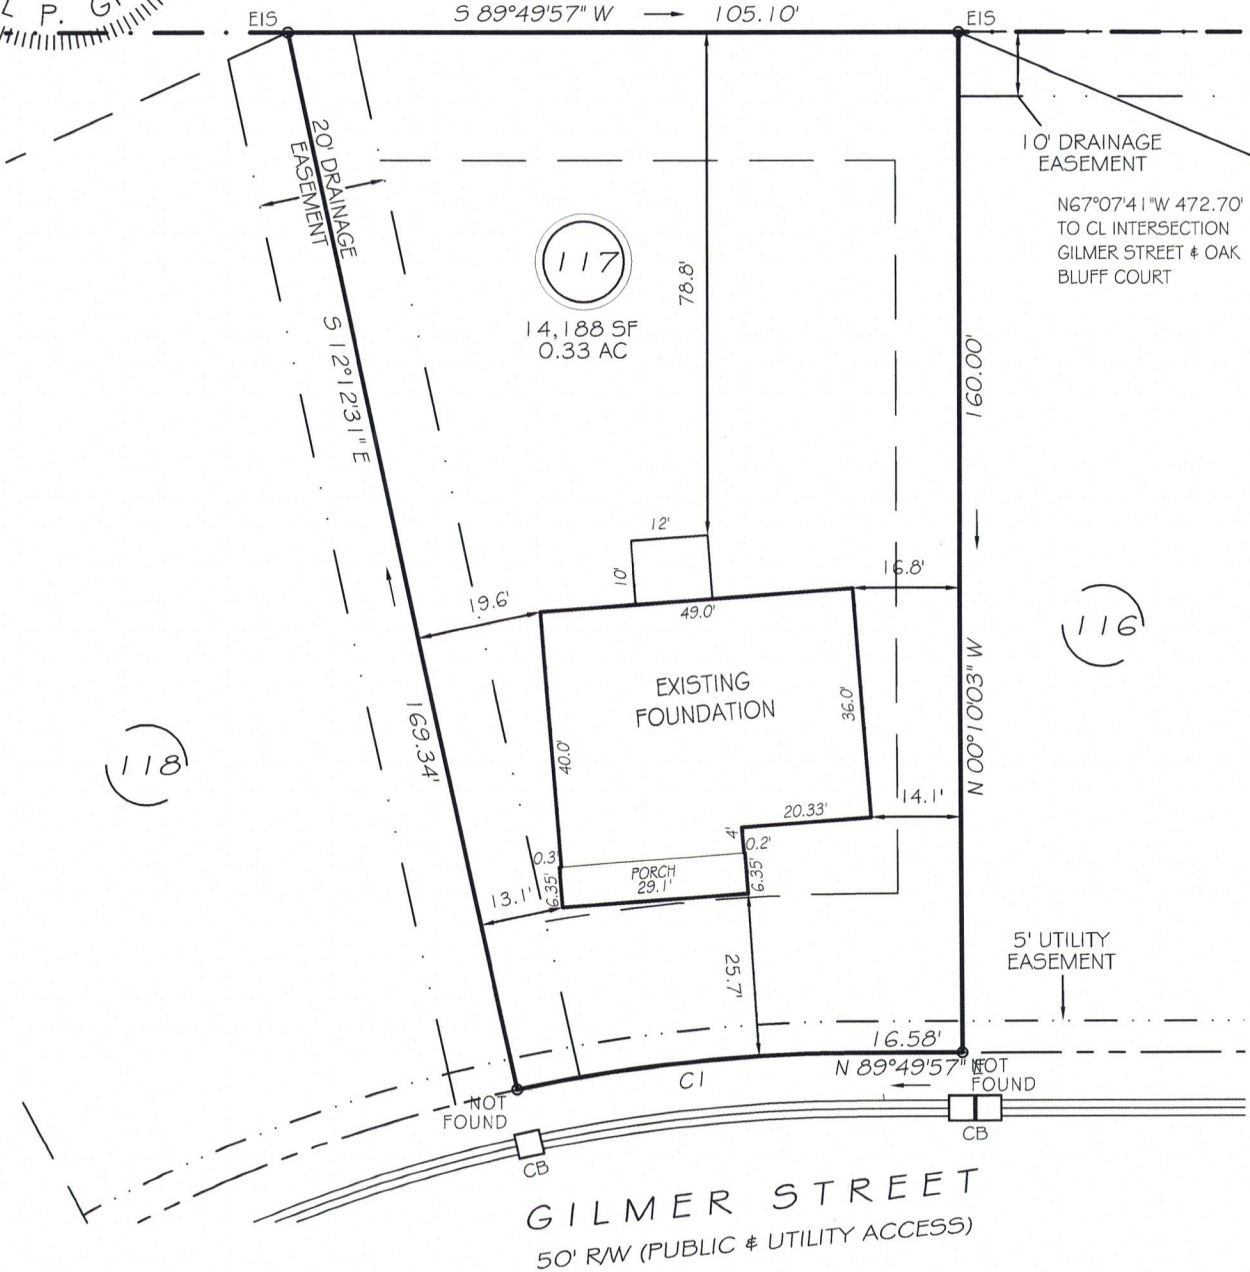 L P. G
EIS
S 89°49'57" W
105.10'
EIS
20' DRAINAGE
EASEMENT
10' DRAINAGE
EASEMENT
N67°07'41"W 472.70'
TO CL INTERSECTION
GILMER STREET & OAK
BLUFF COURT
117
14,188 SF
0.33 AC
78.8'
S 12°12'31" E
160.00'
12'
10'
16.8'
19.6'
49.0'
116
EXISTING
FOUNDATION
36.0'
N 00°10'03" W
169.34'
40.0'
118
20.33'
14.1'
4'
0.2'
0.3'
PORCH
29.1'
6.35'
6.35'
13.1'
25.7'
5' UTILITY
EASEMENT
16.58'
N 89°49'57" E
NOT
FOUND
C1
NOT
FOUND
CB
CB
GILMER STREET
50' R/W (PUBLIC & UTILITY ACCESS)